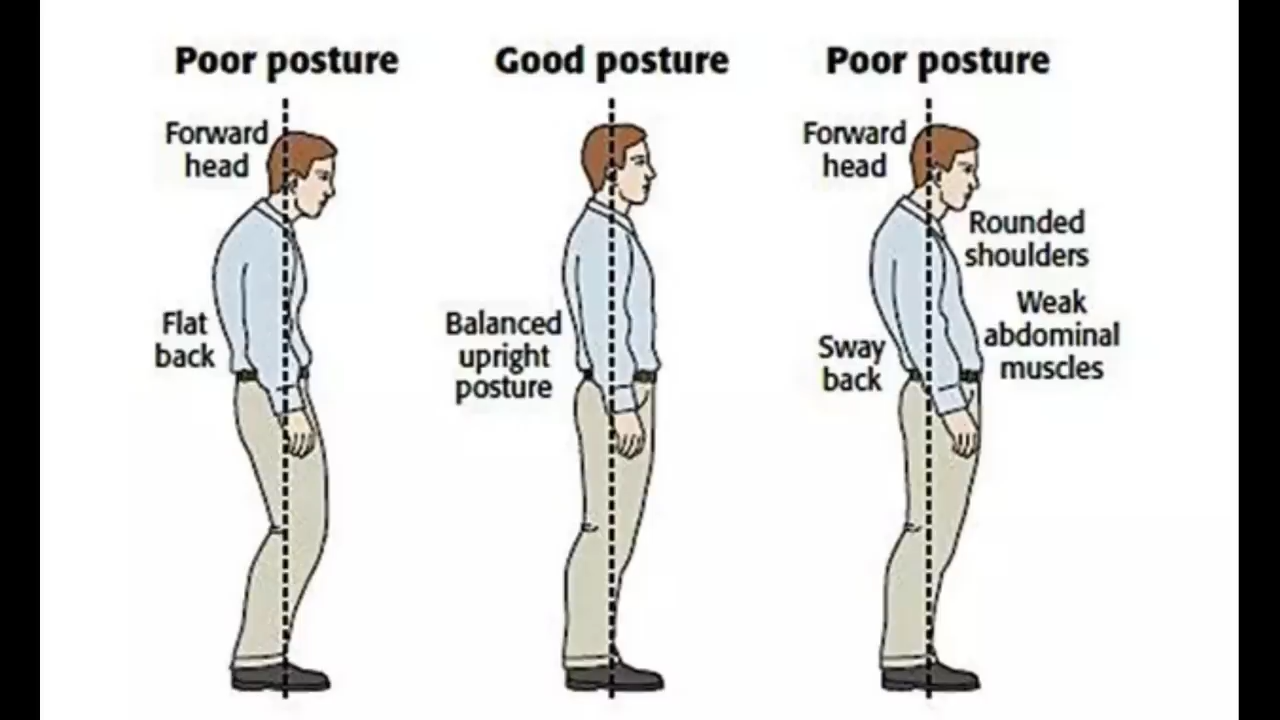 Poor posture
Forward
head
Flat
back
Good posture
Balanced
upright
posture
Poor posture
Forward
head
Rounded
shoulders
Weak
abdominal
muscles
Sway
back